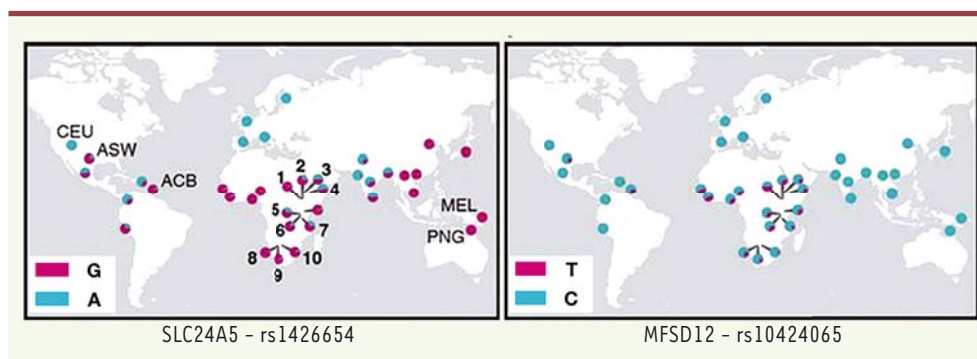 CEU
ASW
ACB
1
2
3
4
5
6
7
8
9
10
MEL
PNG
G
A
SLC24A5 – rs1426654
T
C
MFSD12 – rs10424065